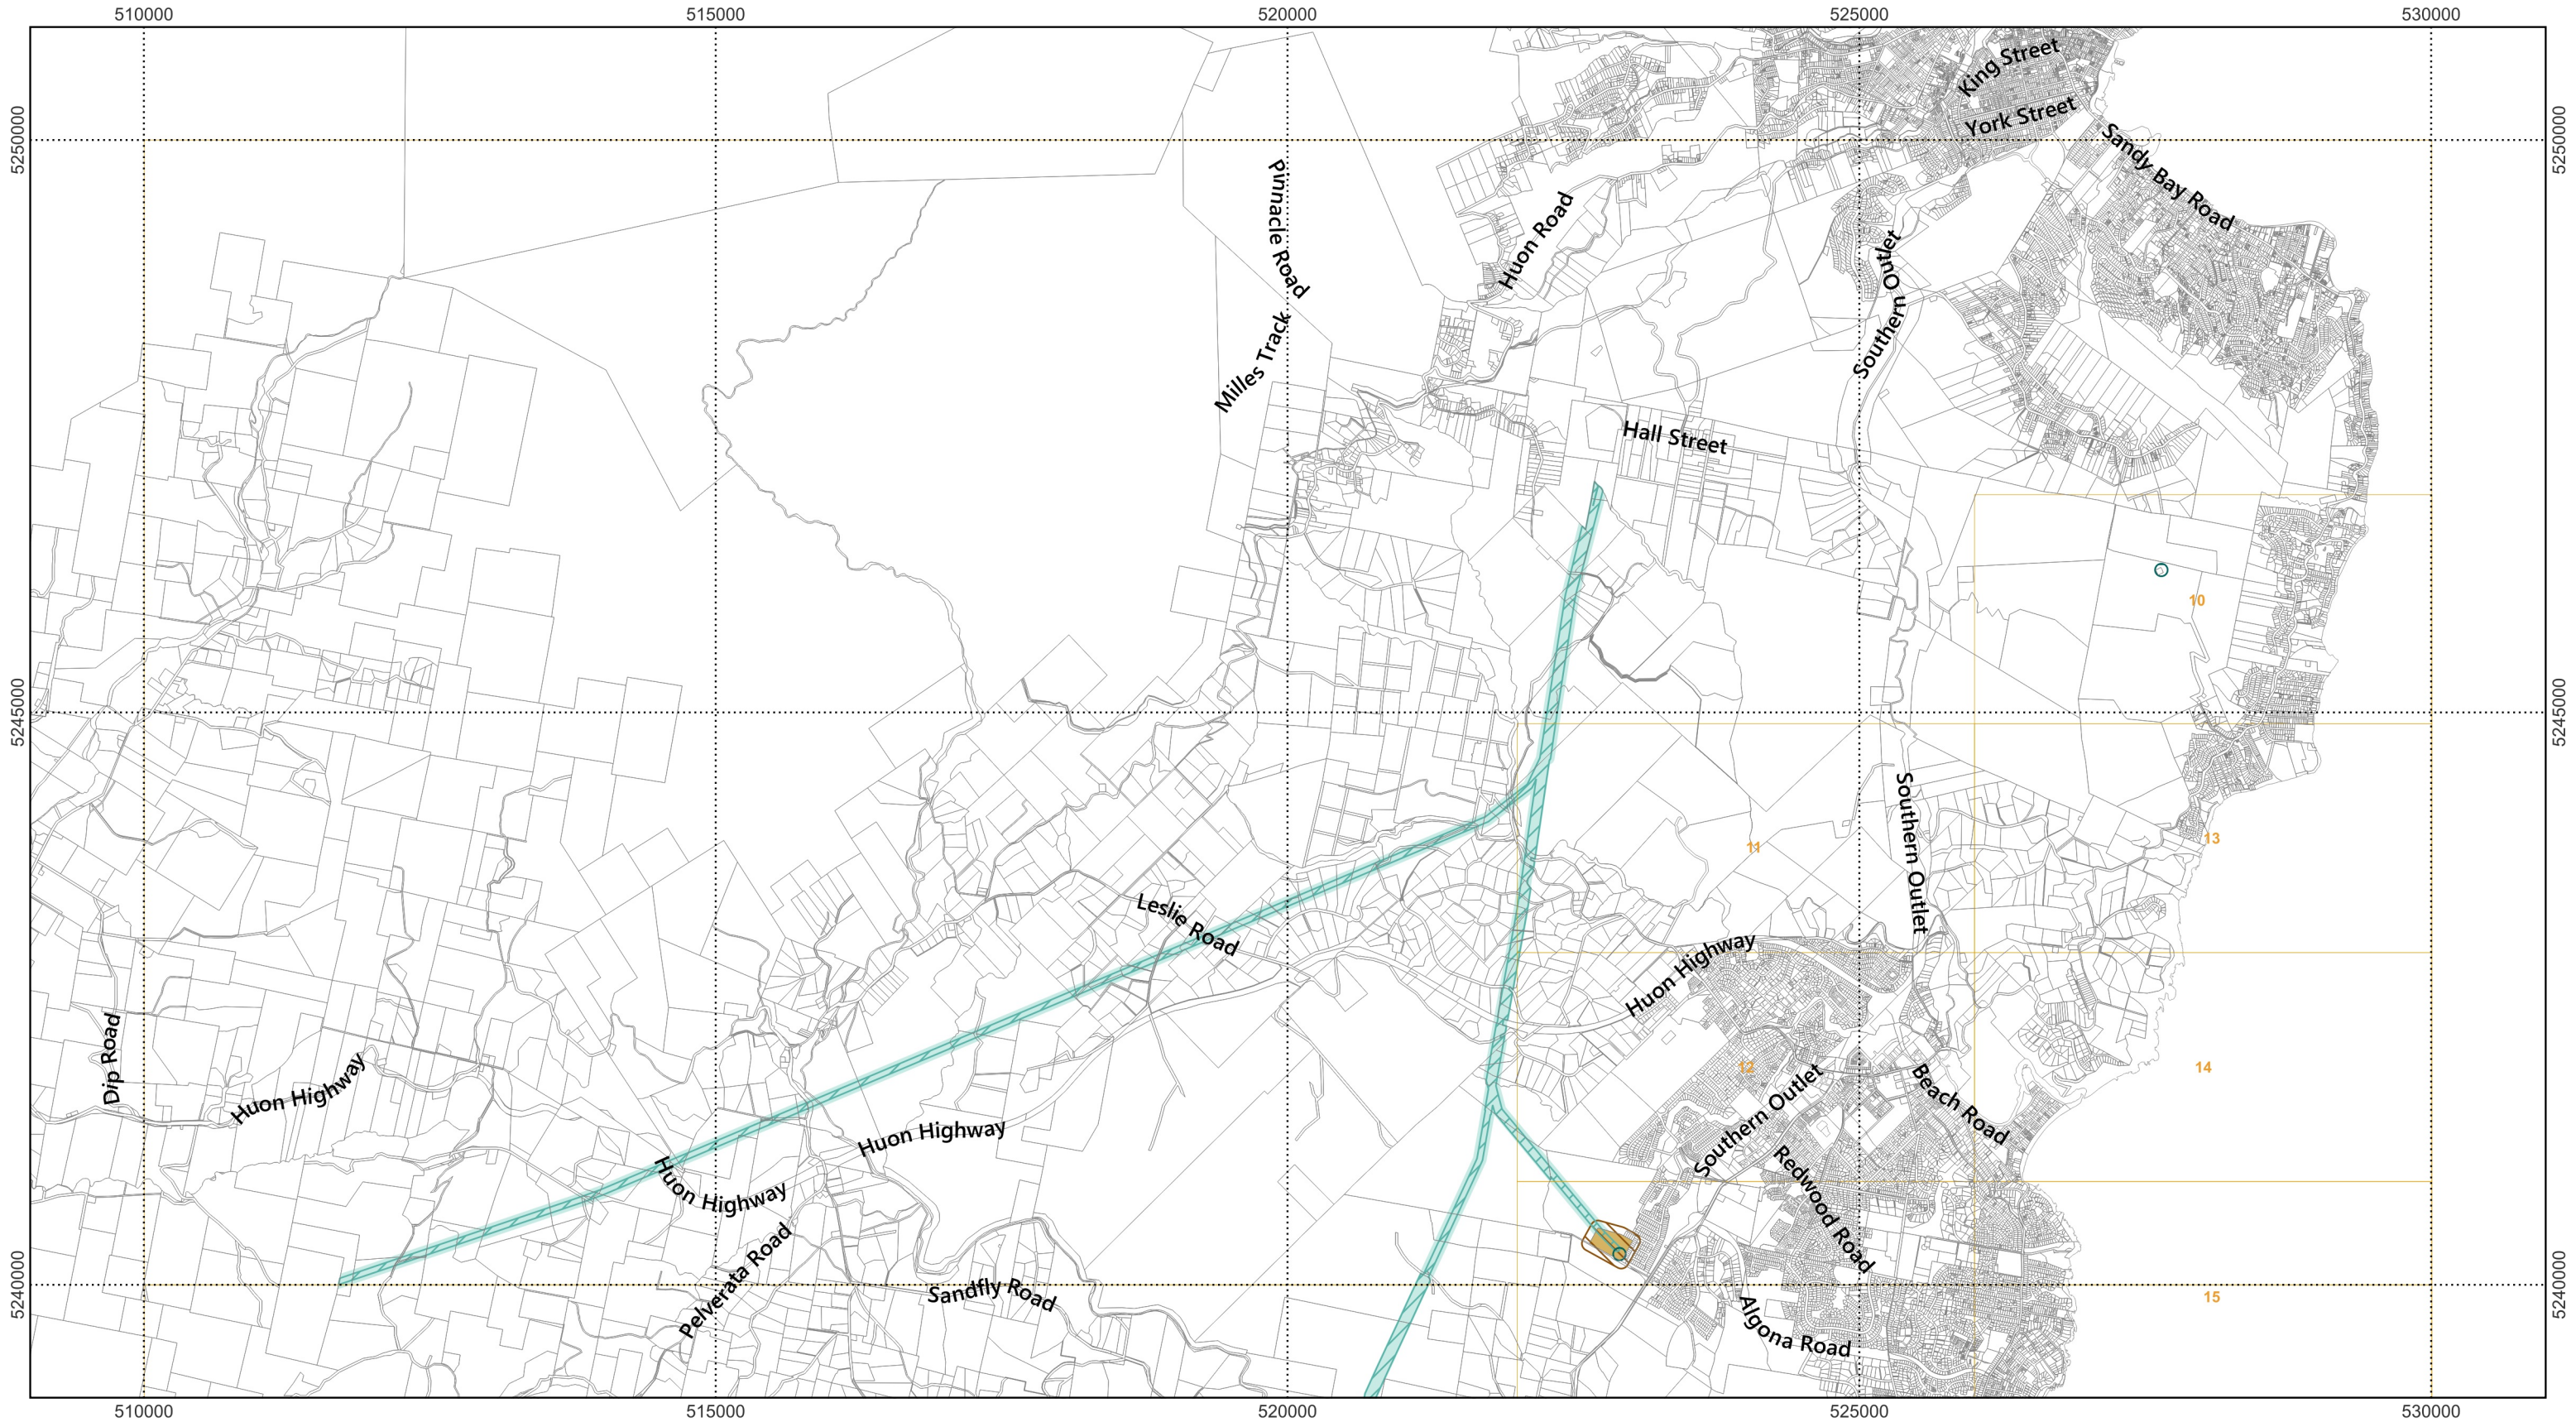 510000
515000
520000
525000
530000
King Street
York Street
5250000
5250000
Sandy Bay Road
Pinnacle Road
Huon Road
Southern Outlet
Milles Track
Hall Street
10
5245000
5245000
Southern Outlet
13
11
Leslie Road
Huon Highway
Dip Road
Huon Highway
12
14
Southern Outlet
Beach Road
Huon Highway
Huon Highway
Redwood Road
Pelverata Road
Sandfly Road
5240000
5240000
15
Algona Road
510000
515000
520000
525000
530000